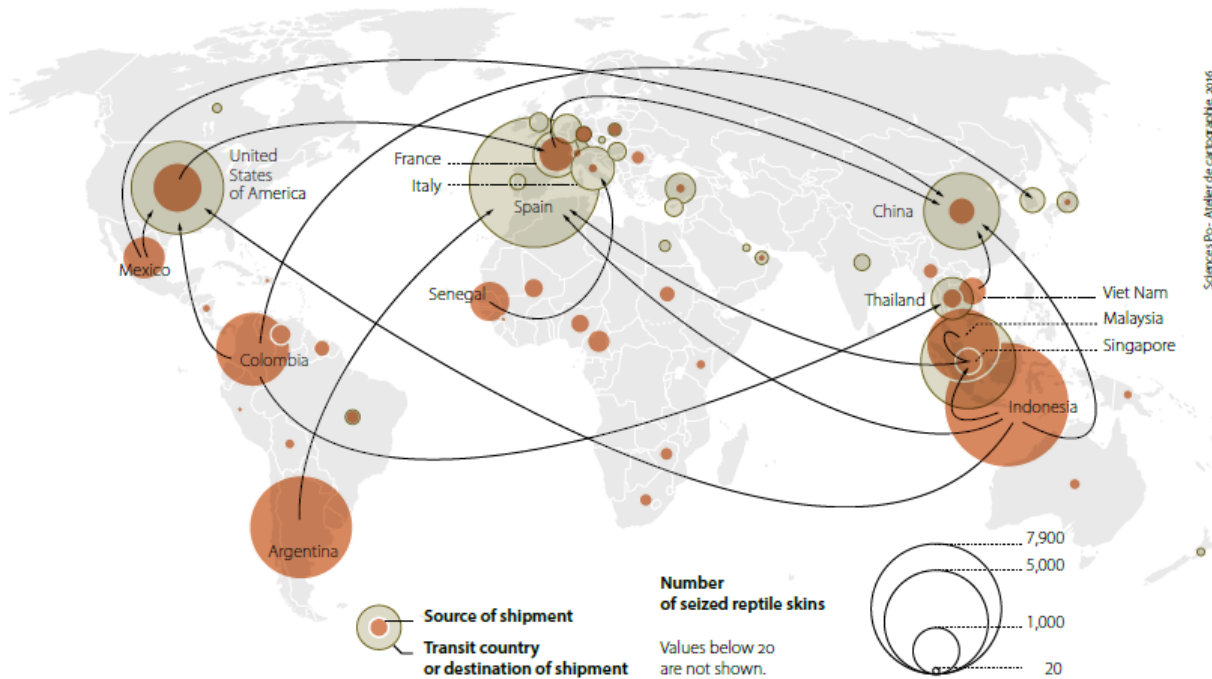 Sciences Po - Atelier de cartographie, 2016
United
States
of America
France
Italy
Spain
China
Mexico
Senegal
Thailand
Viet Nam
Malaysia
Singapore
Colombia
Indonesia
Argentina
Source of shipment
Transit country
or destination of shipment
Number
of seized reptile skins
Values below 20
are not shown.
7,900
5,000
1,000
20